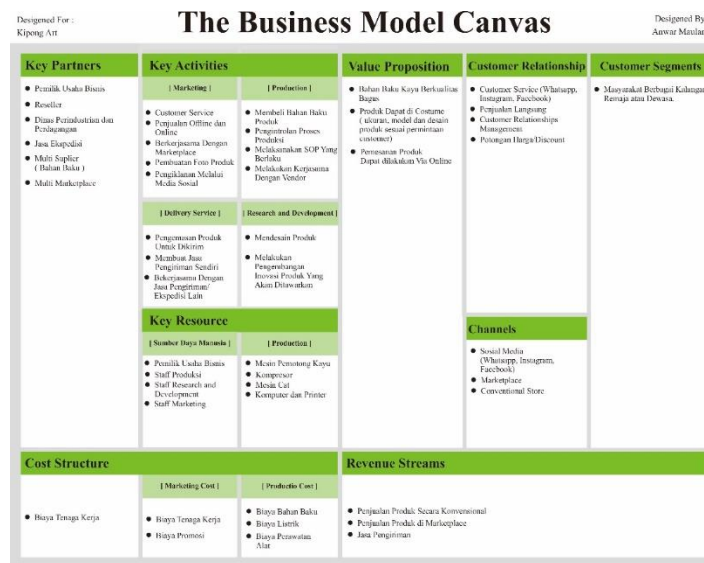 Designed For :
Kipong Art
The Business Model Canvas
Desigened By
Anwar Maulan
Key Partners
● Pemilik Usaha Bisnis
● Reseller
● Dinas Perindustrian dan
Perdagangan
● Jasa Ekspedisi
● Multi Suplier
( Bahan Baku )
● Multi Marketplace
Key Activities
[ Marketing ]
● Customer Service
● Penjualan Offline dan
Online
● Berkerjasama Dengan
Marketplace
● Pembuatan Foto Produk
● Pengiklanan Melalui
Media Sosial
[ Production ]
● Membeli Bahan Baku
Produk
● Pengintrolan Proses
Produksi
● Melaksanakan SOP Yang
Berlaku
● Melakukan Kerjasama
Dengan Vendor
[ Delivery Service ]
● Pengemasan Produk
Untuk Dikirim
● Membuat Jasa
Pengiriman Sendiri
● Bekerjasama Dengan
Jasa Pengiriman/
Ekspedisi Lain
[ Research and Development ]
● Mendesain Produk
● Melakukan
Pengembangan
Inovasi Produk Yang
Akan Ditawarkan
Key Resource
[ Sumber Daya Manusia ]
● Pemilik Usaha Bisnis
● Staff Produksi
● Staff Research and
Development
● Staff Marketing
[ Production ]
● Mesin Pemotong Kayu
● Kompresor
● Mesin Cat
● Komputer dan Printer
Value Proposition
● Bahan Baku Kayu Berkualitas
Bagus
● Produk Dapat di Costume
( ukuran, model dan desain
produk sesuai permintaan
customer)
● Pemesanan Produk
Dapat dilakukan Via Online
Customer Relationship
● Customer Service (Whatsapp,
Instagram, Facebook)
● Penjualan Langsung
● Customer Relationships
Management
● Potongan Harga/Discount
Channels
● Sosial Media
(Whatsapp, Instagram,
Facebook)
● Marketplace
● Conventional Store
Customer Segments
● Masyarakat Berbagai Kalangan
Remaja atau Dewasa.
Cost Structure
● Biaya Tenaga Kerja
[ Marketing Cost ]
● Biaya Tenaga Kerja
● Biaya Promosi
[ Productio Cost ]
● Biaya Bahan Baku
● Biaya Listrik
● Biaya Perawatan
Alat
Revenue Streams
● Penjualan Produk Secara Konvensional
● Penjualan Produk di Marketplace
● Jasa Pengiriman